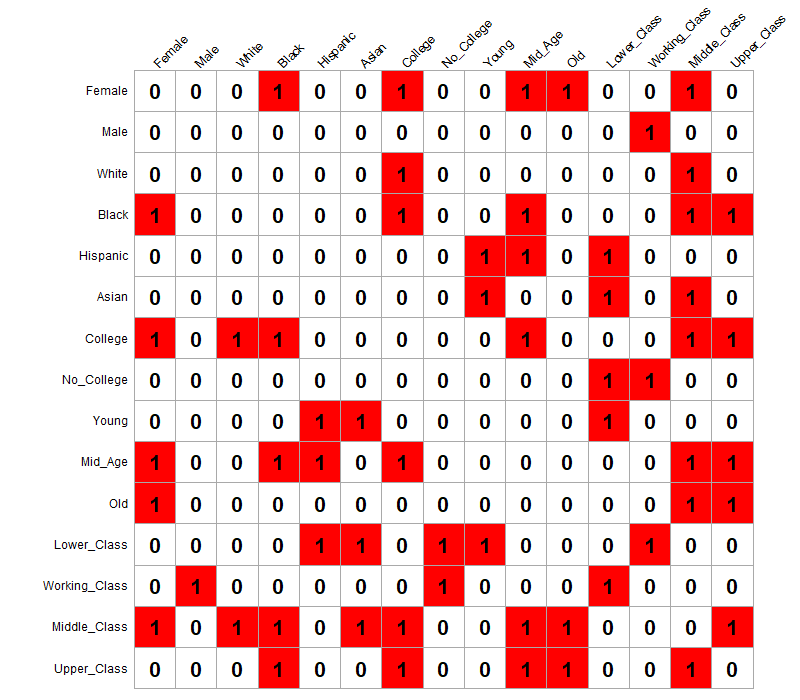 Female Male White Black Hispanic Asian College No_College Young Mid_Age Old Lower_Class Working_Class Middle_Class Upper_Class
Female 0 0 0 1 0 0 1 0 0 1 1 0 0 1 0
Male 0 0 0 0 0 0 0 0 0 0 0 0 1 0 0
White 0 0 0 0 0 0 1 0 0 0 0 0 0 1 0
Black 1 0 0 0 0 0 1 0 0 1 0 0 0 1 1
Hispanic 0 0 0 0 0 0 0 0 1 1 0 1 0 0 0
Asian 0 0 0 0 0 0 0 0 1 0 0 1 0 1 0
College 1 0 1 1 0 0 0 0 0 1 0 0 0 1 1
No_College 0 0 0 0 0 0 0 0 0 0 0 1 1 0 0
Young 0 0 0 0 1 1 0 0 0 0 0 1 0 0 0
Mid_Age 1 0 0 1 1 0 1 0 0 0 0 0 0 1 1
Old 1 0 0 0 0 0 0 0 0 0 0 0 0 1 1
Lower_Class 0 0 0 0 1 1 0 1 1 0 0 0 1 0 0
Working_Class 0 1 0 0 0 0 0 1 0 0 0 1 0 0 0
Middle_Class 1 0 1 1 0 1 1 0 0 1 1 0 0 0 1
Upper_Class 0 0 0 1 0 0 1 0 0 1 1 0 0 1 0